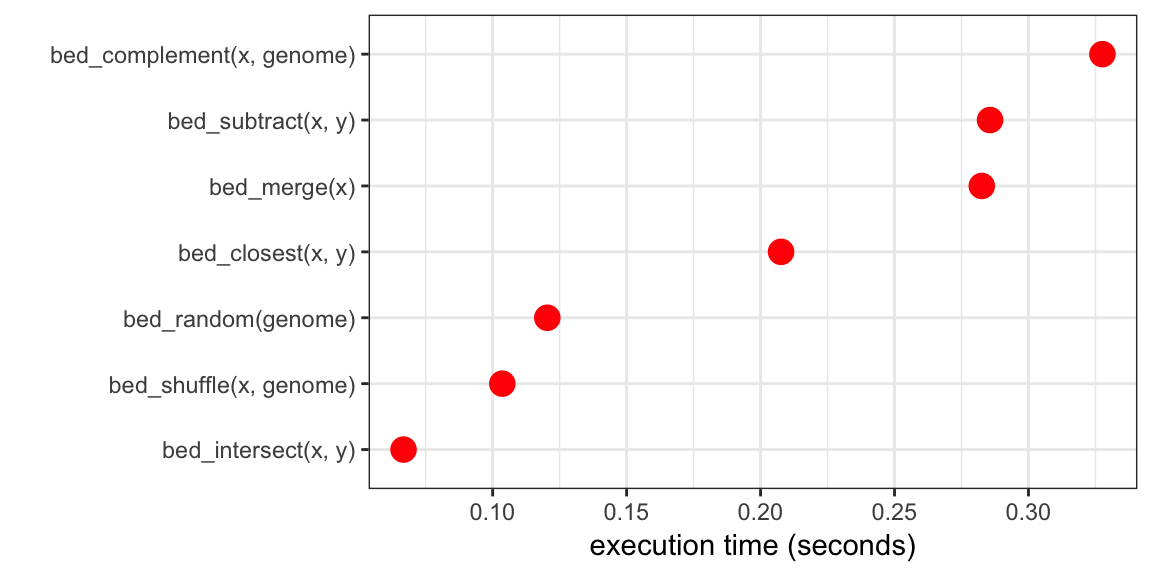 bed_complement(x, genome)
bed_subtract(x, y)
bed_merge(x)
bed_closest(x, y)
bed_random(genome)
bed_shuffle(x, genome)
bed_intersect(x, y)
0.10 0.15 0.20 0.25 0.30
execution time (seconds)